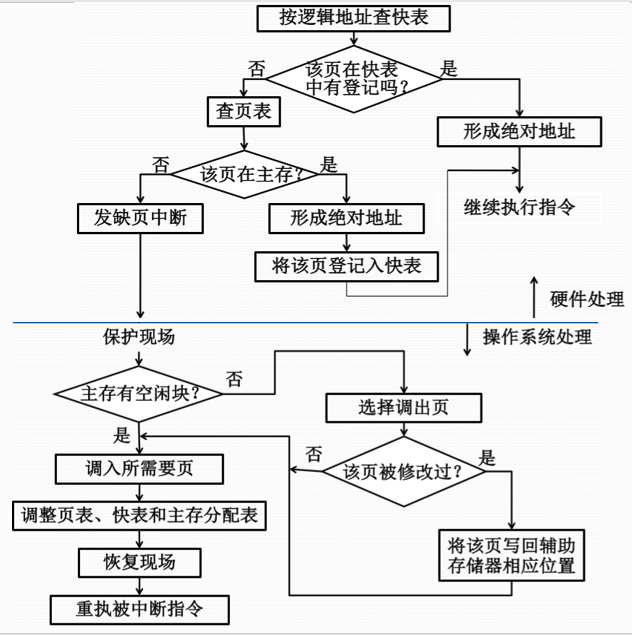 按逻辑地址查快表
该页在快表
中有登记吗？
否
是
查页表
形成绝对地址
该页在主存？
否
是
继续执行指令
发缺页中断
形成绝对地址
将该页登记入快表
硬件处理
操作系统处理
保护现场
主存有空闲块？
否
选择调出页
是
调入所需要页
该页被修改过？
否
是
调整页表、快表和主存分配表
将该页写回辅助
存储器相应位置
恢复现场
重执被中断指令